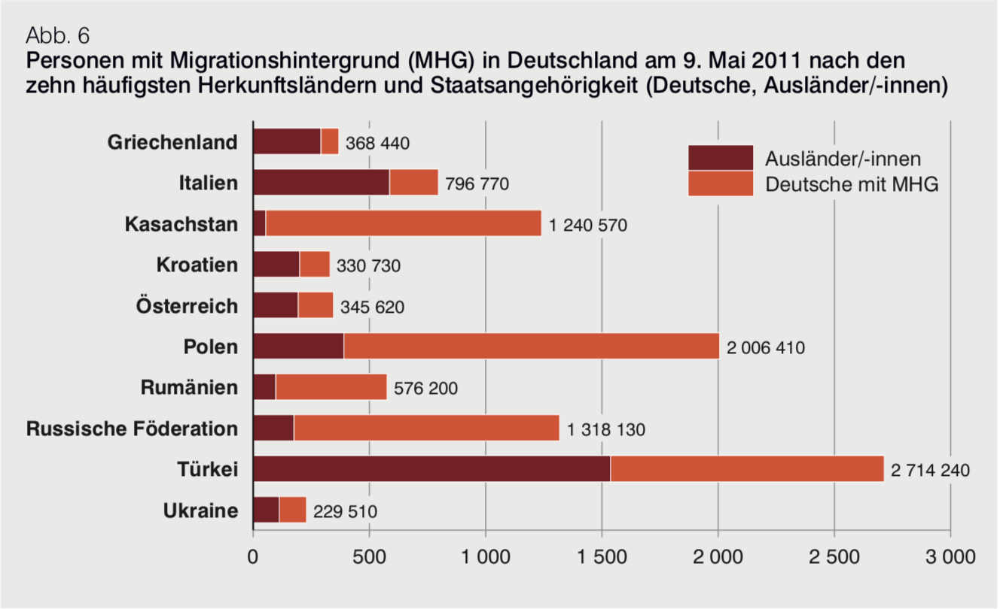 Abb. 6
Personen mit Migrationshintergrund (MHG) in Deutschland am 9. Mai 2011 nach den
zehn häufigsten Herkunftsländern und Staatsangehörigkeit (Deutsche, Ausländer/-innen)
Griechenland 368 440
Ausländer/-innen
Deutsche mit MHG
Italien 796 770
Kasachstan 1 240 570
Kroatien 330 730
Österreich 345 620
Polen 2 006 410
Rumänien 576 200
Russische Föderation 1 318 130
Türkei 2 714 240
Ukraine 229 510
0 500 1 000 1 500 2 000 2 500 3 000